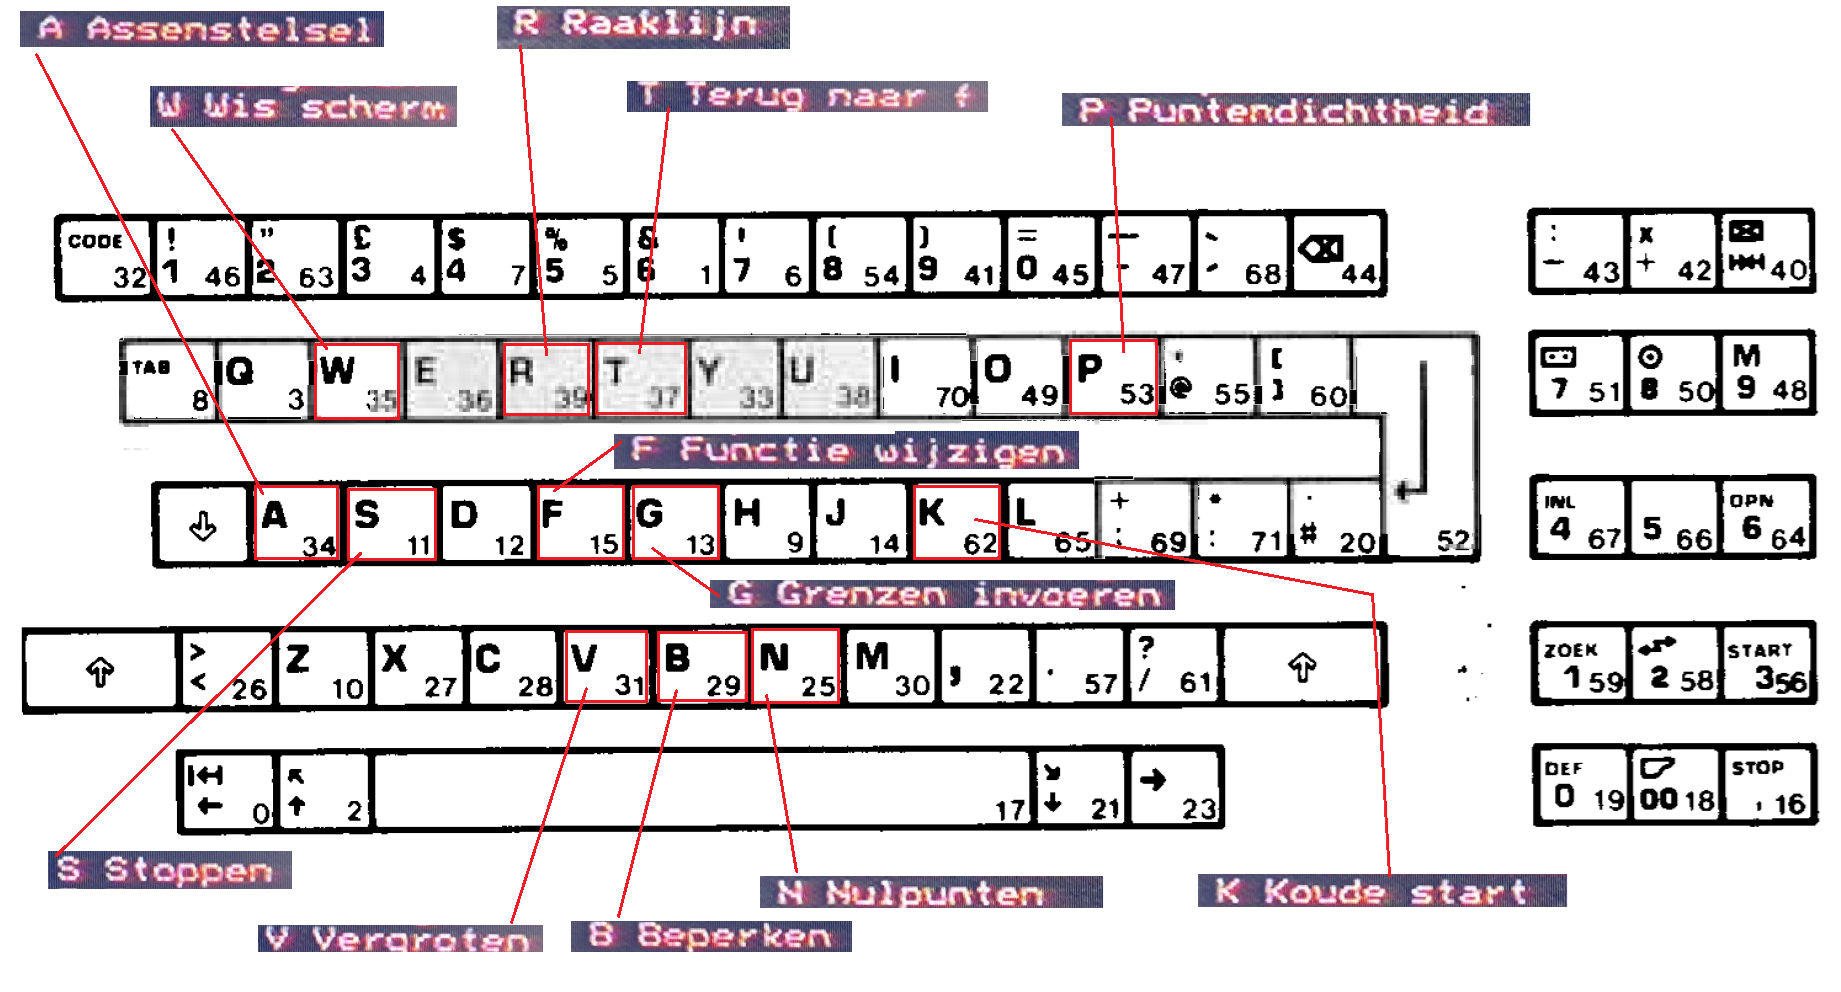 A Assenstelsel
R Raaklijn
W Wis scherm
T Terug naar f
P Puntendichtheid
CODE 32 ! 1 46 " 2 63 £ 3 4 $ 4 7 % 5 5 & 6 1 ' 7 6 ( 8 54 ) 9 41 = 0 45 — - 47 68 44
: − 43 x + 42 40
TAB 8 Q 3 W 35 E 36 R 39 T 37 Y 33 U 38 I 70 O 49 P 53 @ 55 [ ] 60
7 51 8 50 M 9 48
F Functie wijzigen
A 34 S 11 D 12 F 15 G 13 H 9 J 14 K 62 L 65 + ; 69 * : 71 # 20 52
INL 4 67 5 66 OPN 6 64
G Grenzen invoeren
> < 26 Z 10 X 27 C 28 V 31 B 29 N 25 M 30 , 22 . 57 ? / 61
ZOEK 1 59 2 58 START 3 56
← 0 ↖ ↑ 2 17 ↘ ↓ 21 → 23
DEF 0 19 00 18 STOP , 16
S Stoppen
N Nulpunten
K Koude start
V Vergroten
B Beperken